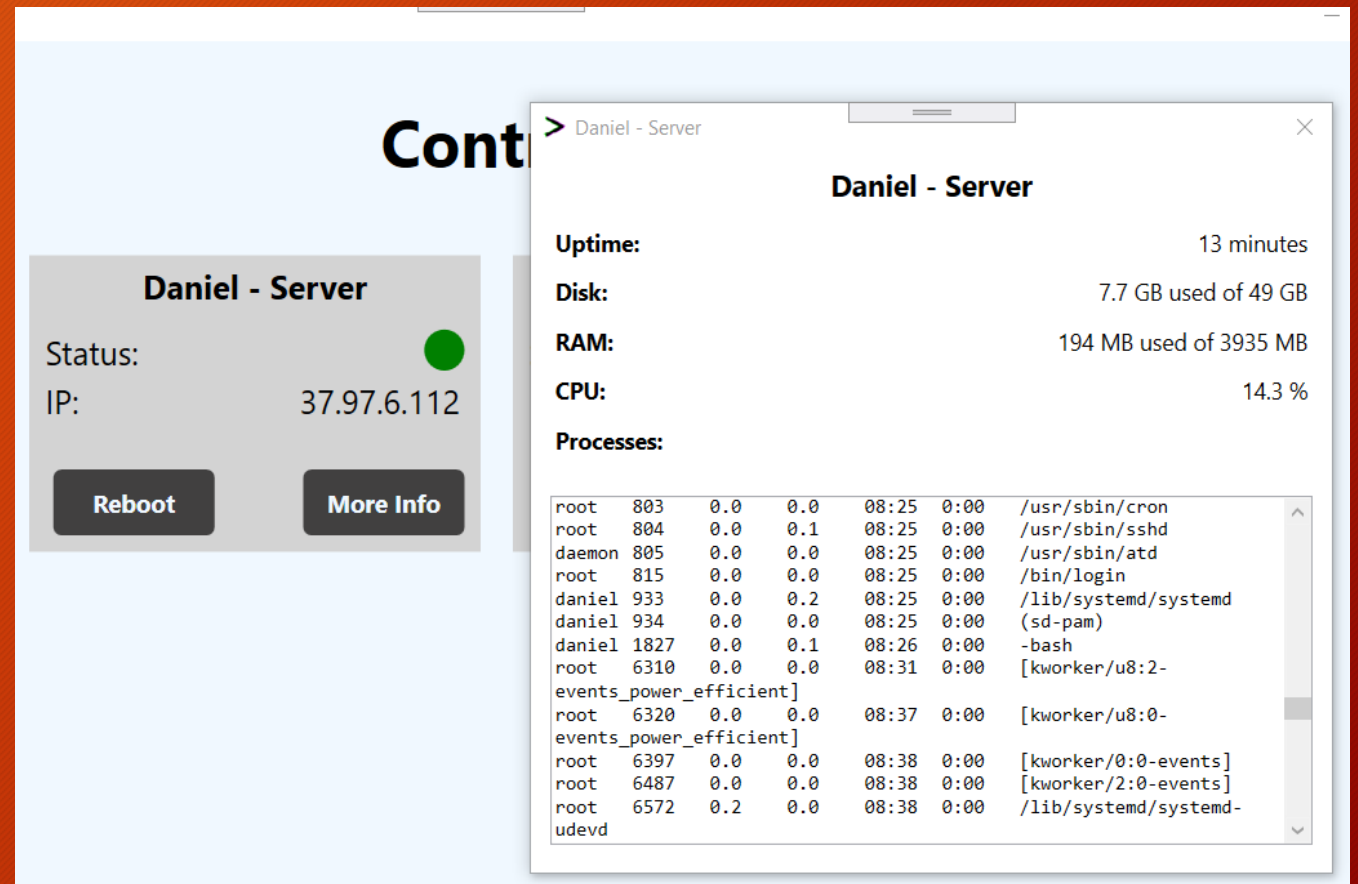 Cont
Daniel - Server
Status:
IP: 37.97.6.112
Reboot More Info
> Daniel - Server
Daniel - Server
Uptime: 13 minutes
Disk: 7.7 GB used of 49 GB
RAM: 194 MB used of 3935 MB
CPU: 14.3 %
Processes:
root 803 0.0 0.0 08:25 0:00 /usr/sbin/cron
root 804 0.0 0.1 08:25 0:00 /usr/sbin/sshd
daemon 805 0.0 0.0 08:25 0:00 /usr/sbin/atd
root 815 0.0 0.0 08:25 0:00 /bin/login
daniel 933 0.0 0.2 08:25 0:00 /lib/systemd/systemd
daniel 934 0.0 0.0 08:25 0:00 (sd-pam)
daniel 1827 0.0 0.1 08:26 0:00 -bash
root 6310 0.0 0.0 08:31 0:00 [kworker/u8:2-
events_power_efficient]
root 6320 0.0 0.0 08:37 0:00 [kworker/u8:0-
events_power_efficient]
root 6397 0.0 0.0 08:38 0:00 [kworker/0:0-events]
root 6487 0.0 0.0 08:38 0:00 [kworker/2:0-events]
root 6572 0.2 0.0 08:38 0:00 /lib/systemd/systemd-
udevd